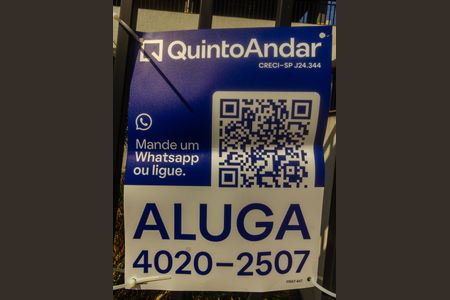 QuintoAndar
CRECI-SP J24.344
Mande um
Whatsapp
ou ligue.
ALUGA
4020-2507